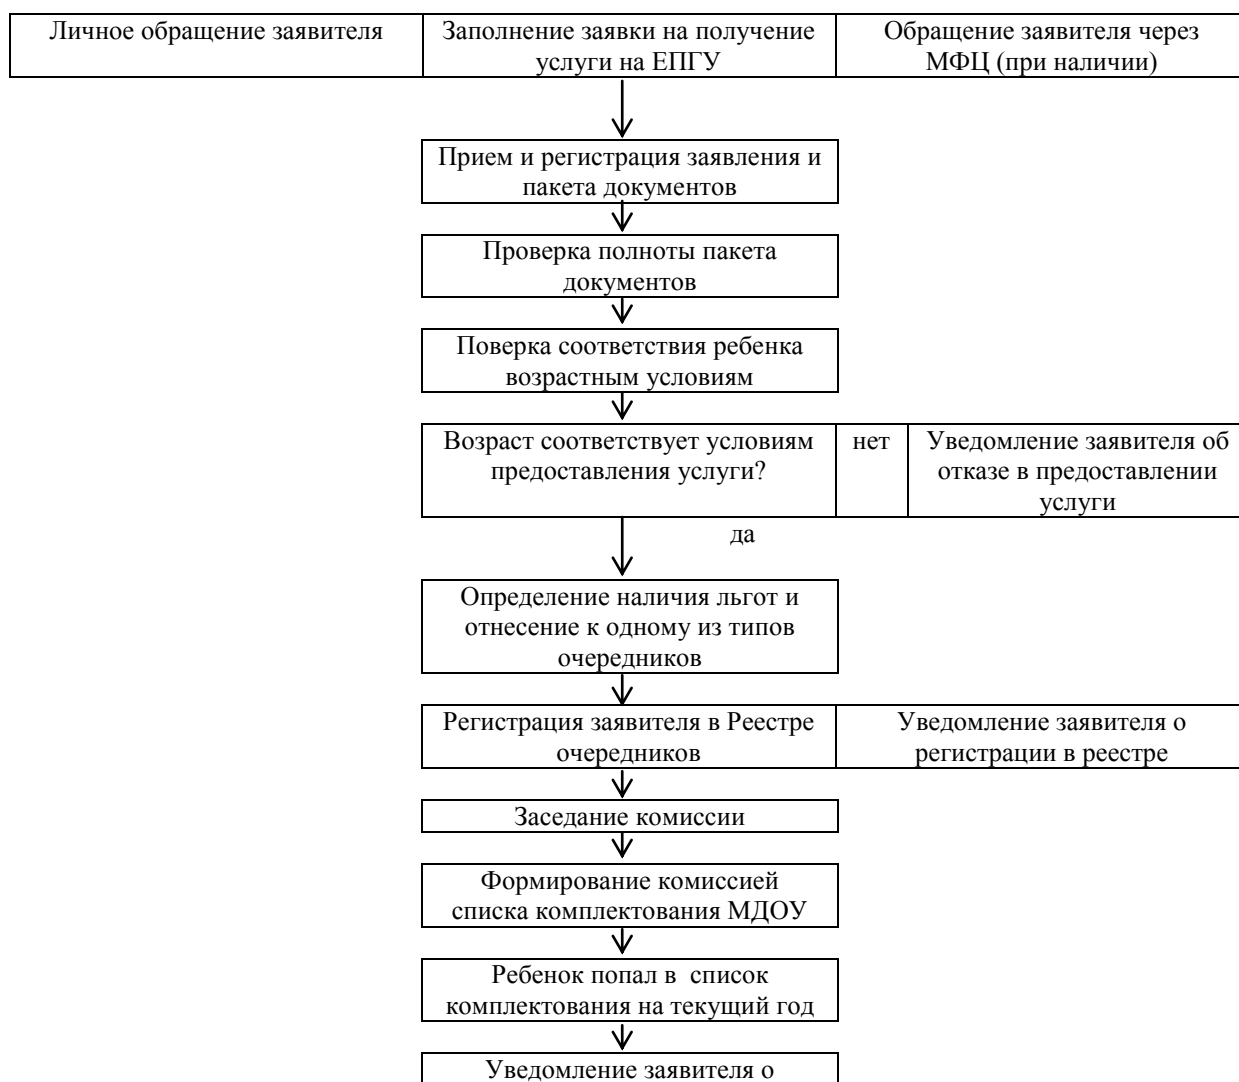 Личное обращение заявителя
Заполнение заявки на получение
услуги на ЕПГУ
Обращение заявителя через
МФЦ (при наличии)
Прием и регистрация заявления и
пакета документов
Проверка полноты пакета
документов
Поверка соответствия ребенка
возрастным условиям
Возраст соответствует условиям
предоставления услуги?
нет
Уведомление заявителя об
отказе в предоставлении
услуги
да
Определение наличия льгот и
отнесение к одному из типов
очередников
Регистрация заявителя в Реестре
очередников
Уведомление заявителя о
регистрации в реестре
Заседание комиссии
Формирование комиссией
списка комплектования МДОУ
Ребенок попал в  список
комплектования на текущий год
Уведомление заявителя о